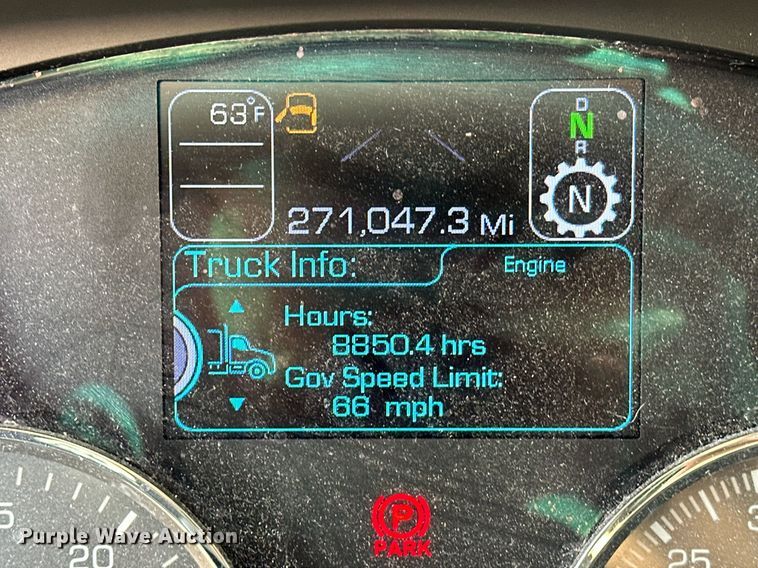 63°F
D
N
R
N
271,047.3 Mi
Truck Info:
Engine
Hours:
8850.4 hrs
Gov Speed Limit:
66 mph
P
PARK
20
25
Purple Wave Auction